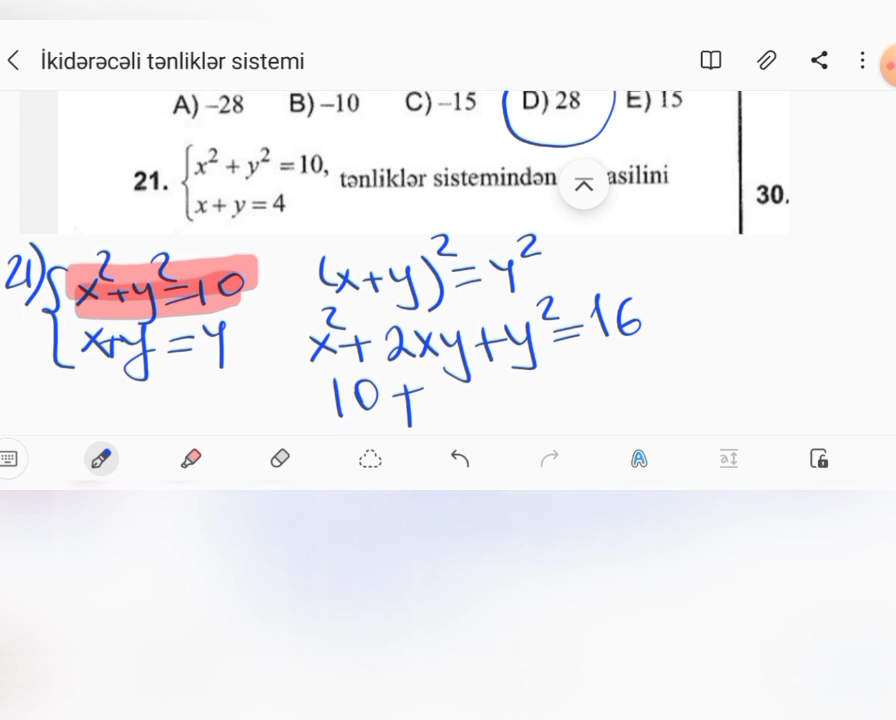 İkidərəcəli tənliklər sistemi
A) –28 B) –10 C) –15 D) 28 E) 15
21. {x² + y² = 10, x + y = 4 tənliklər sistemindən asilini
30.
21) {x²+y²=10 (x+y)²=4²
x+y=4 x²+2xy+y²=16
10+